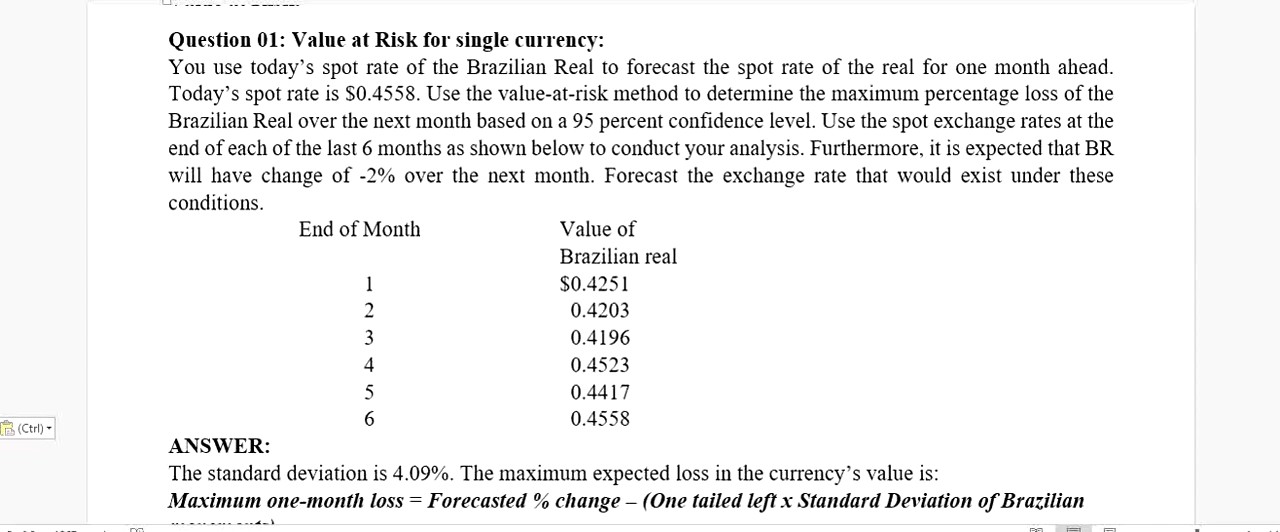 Question 01: Value at Risk for single currency:
You use today’s spot rate of the Brazilian Real to forecast the spot rate of the real for one month ahead.
Today’s spot rate is $0.4558. Use the value-at-risk method to determine the maximum percentage loss of the
Brazilian Real over the next month based on a 95 percent confidence level. Use the spot exchange rates at the
end of each of the last 6 months as shown below to conduct your analysis. Furthermore, it is expected that BR
will have change of -2% over the next month. Forecast the exchange rate that would exist under these
conditions.
End of Month Value of
Brazilian real
1 $0.4251
2 0.4203
3 0.4196
4 0.4523
5 0.4417
6 0.4558
(Ctrl)
ANSWER:
The standard deviation is 4.09%. The maximum expected loss in the currency’s value is:
Maximum one-month loss = Forecasted % change – (One tailed left x Standard Deviation of Brazilian